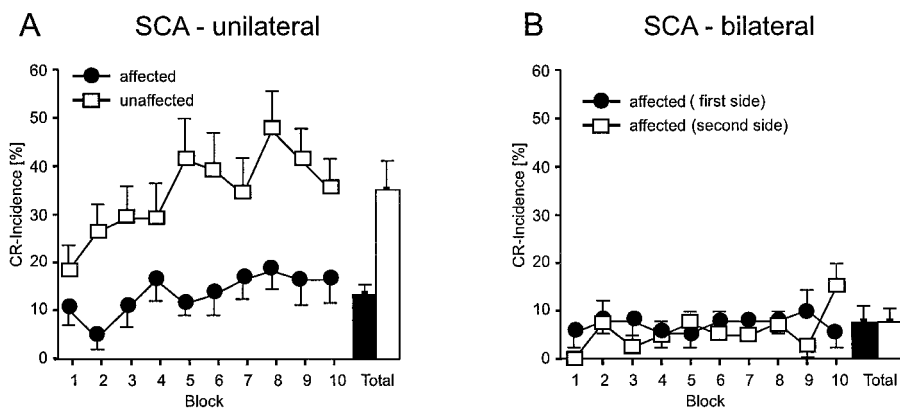 A
SCA - unilateral
60
50
40
30
20
10
0
CR-Incidence [%]
affected
unaffected
1 2 3 4 5 6 7 8 9 10 Total
Block
B
SCA - bilateral
60
50
40
30
20
10
0
CR-Incidence [%]
affected ( first side)
affected (second side)
1 2 3 4 5 6 7 8 9 10 Total
Block